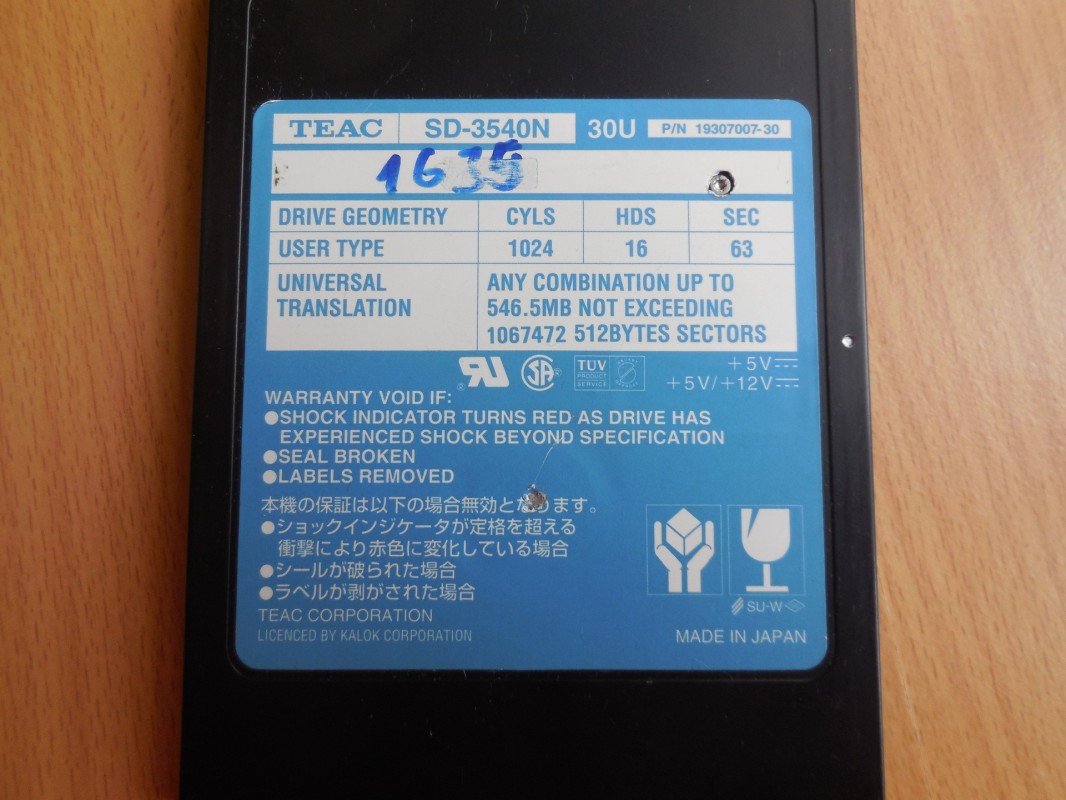 TEAC SD-3540N 30U P/N 19307007-30
1635
DRIVE GEOMETRY CYLS HDS SEC
USER TYPE 1024 16 63
UNIVERSAL TRANSLATION
ANY COMBINATION UP TO
546.5MB NOT EXCEEDING
1067472 512BYTES SECTORS
TÜV
PRODUCT
SERVICE
+5V
+5V/+12V
WARRANTY VOID IF:
●SHOCK INDICATOR TURNS RED AS DRIVE HAS
EXPERIENCED SHOCK BEYOND SPECIFICATION
●SEAL BROKEN
●LABELS REMOVED
本機の保証は以下の場合無効となります。
●ショックインジケータが定格を超える
衝撃により赤色に変化している場合
●シールが破られた場合
●ラベルが剥がされた場合
TEAC CORPORATION
LICENCED BY KALOK CORPORATION
SU-W
MADE IN JAPAN